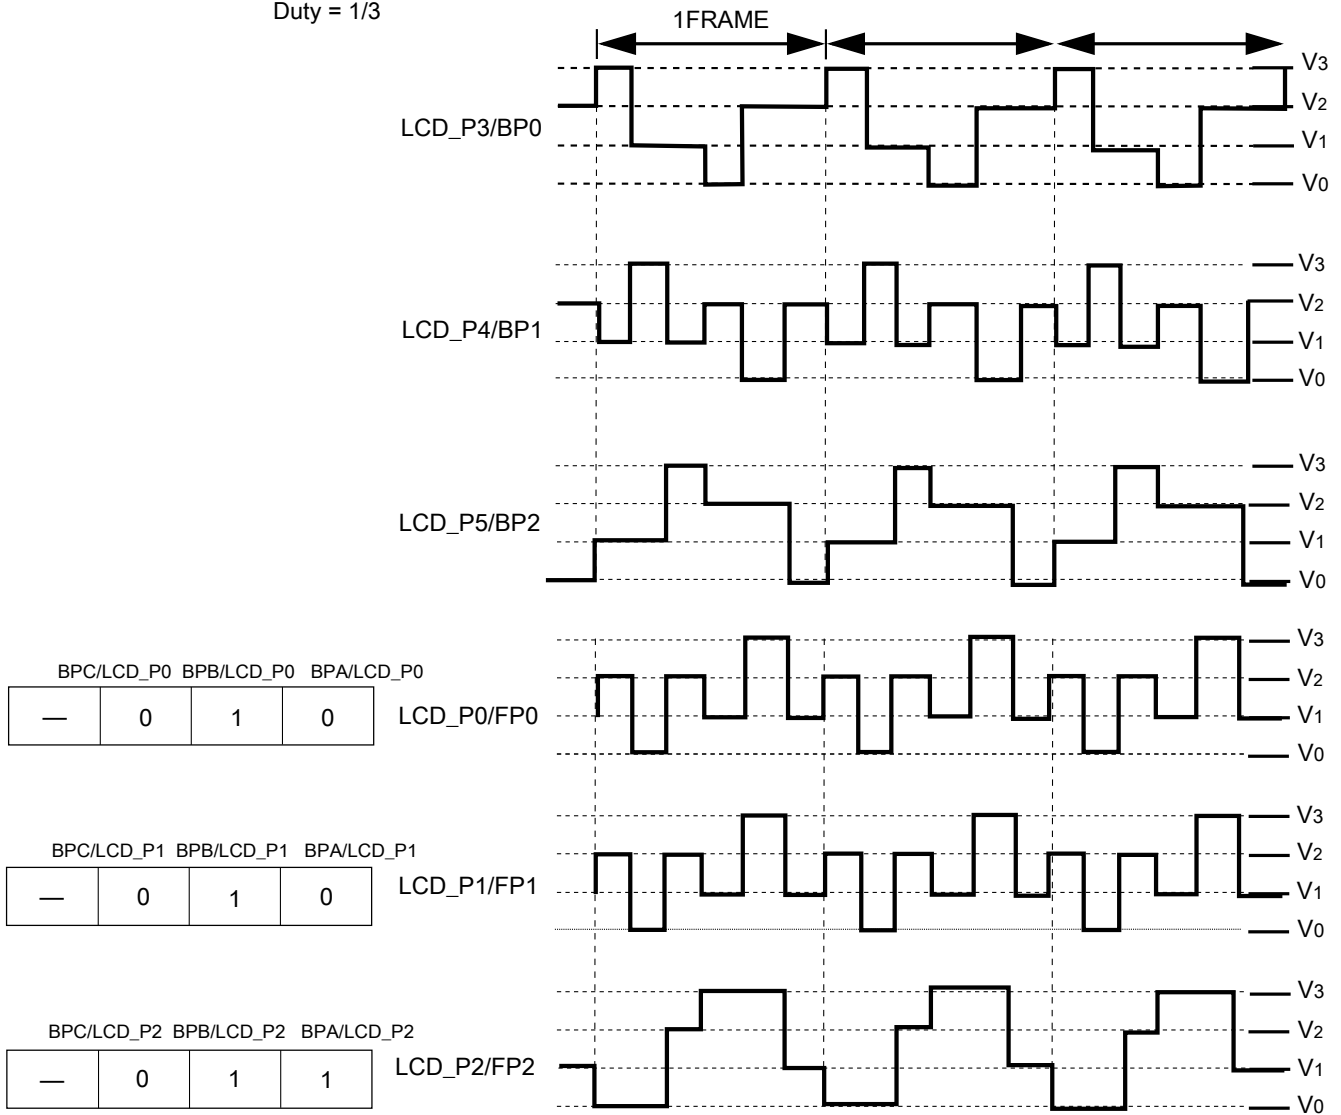 Duty = 1/3
1FRAME
V3
LCD_P3/BP0
V2
V1
V0
V3
V2
LCD_P4/BP1
V1
V0
V3
V2
LCD_P5/BP2
V1
V0
V3
BPC/LCD_P0 BPB/LCD_P0 BPA/LCD_P0
V2
— 0 1 0
LCD_P0/FP0
V1
V0
V3
BPC/LCD_P1 BPB/LCD_P1 BPA/LCD_P1
V2
— 0 1 0
LCD_P1/FP1
V1
V0
V3
BPC/LCD_P2 BPB/LCD_P2 BPA/LCD_P2
V2
— 0 1 1
LCD_P2/FP2
V1
V0